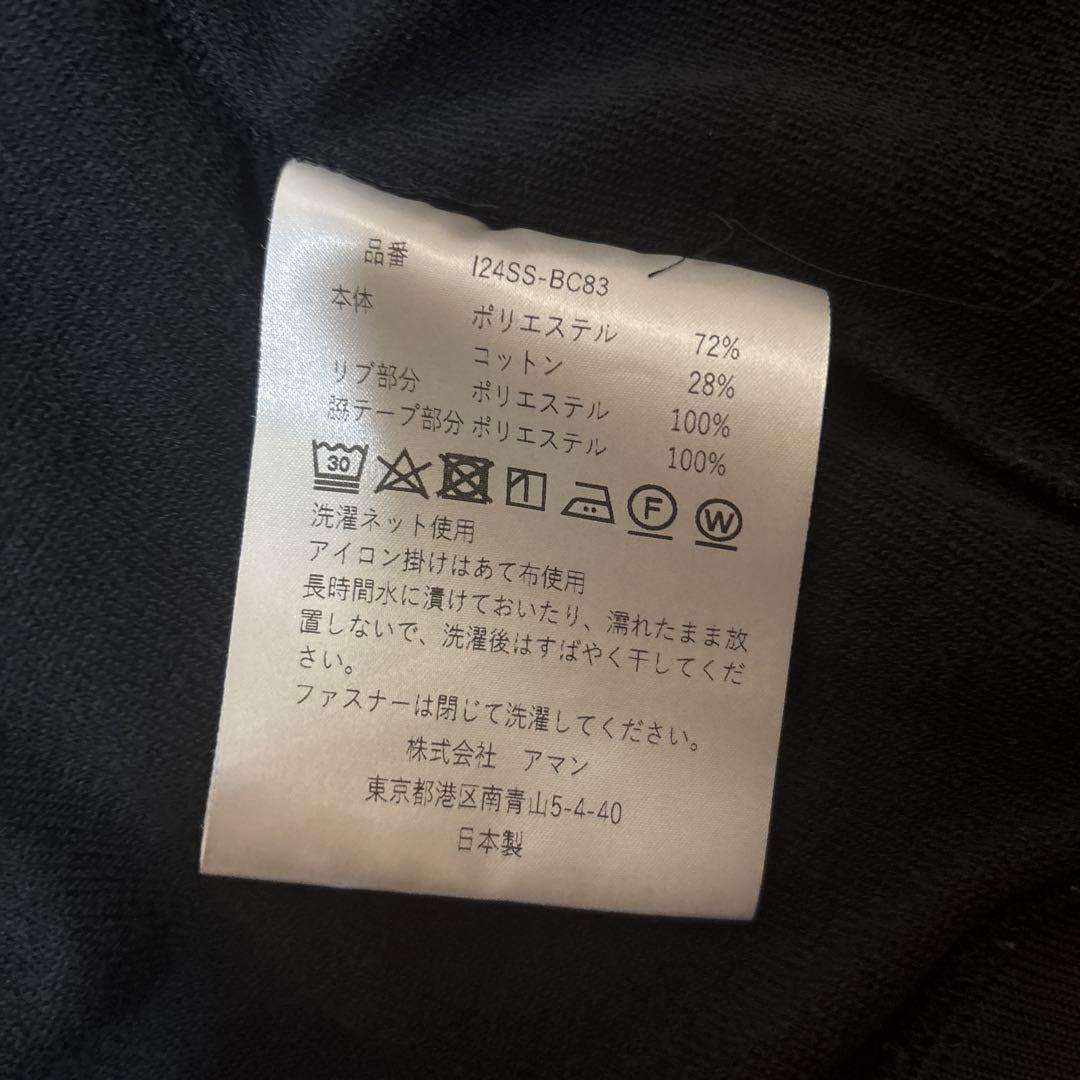 品番 I24SS-BC83
本体 ポリエステル 72%
コットン 28%
リブ部分 ポリエステル 100%
脇テープ部分 ポリエステル 100%
30 F W
洗濯ネット使用
アイロン掛けはあて布使用
長時間水に漬けておいたり、濡れたまま放
置しないで、洗濯後はすばやく干してくだ
さい。
ファスナーは閉じて洗濯してください。
株式会社 アマン
東京都港区南青山5-4-40
日本製